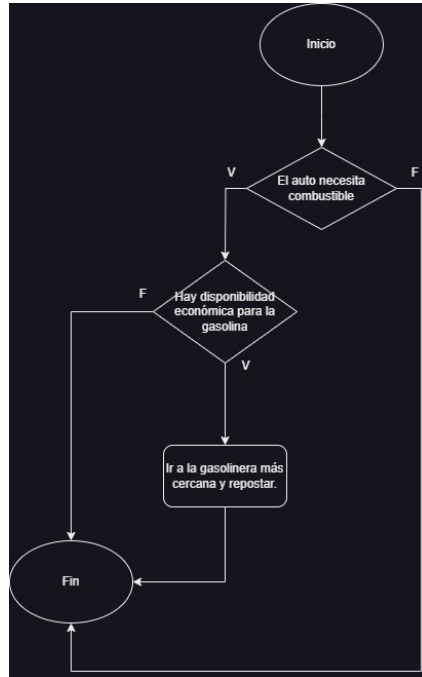 Inicio
V
F
El auto necesita
combustible
F
Hay disponibilidad
económica para la
gasolina
V
Ir a la gasolinera más
cercana y repostar.
Fin